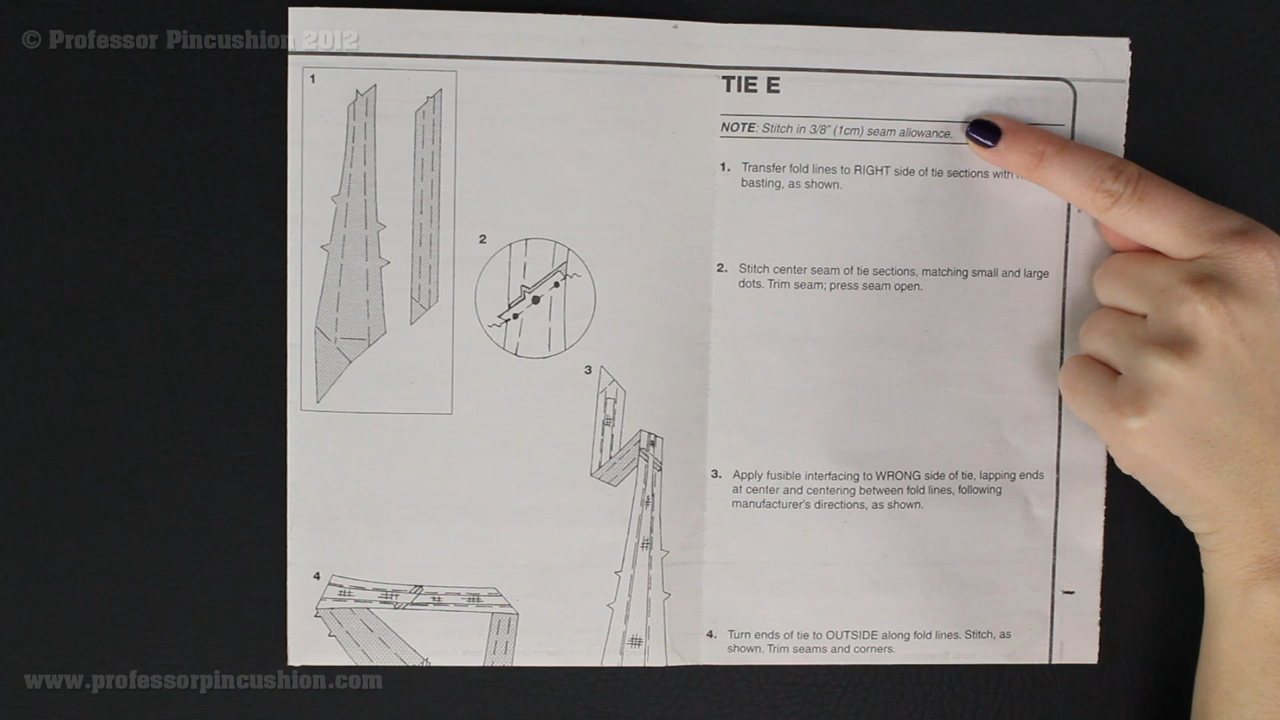 © Professor Pincushion 2012
1
TIE E
NOTE: Stitch in 3/8" (1cm) seam allowance.
1. Transfer fold lines to RIGHT side of tie sections with
basting, as shown.
2
2. Stitch center seam of tie sections, matching small and large
dots. Trim seam; press seam open.
3
3. Apply fusible interfacing to WRONG side of tie, lapping ends
at center and centering between fold lines, following
manufacturer's directions, as shown.
4
4. Turn ends of tie to OUTSIDE along fold lines. Stitch, as
shown. Trim seams and corners.
www.professorpincushion.com